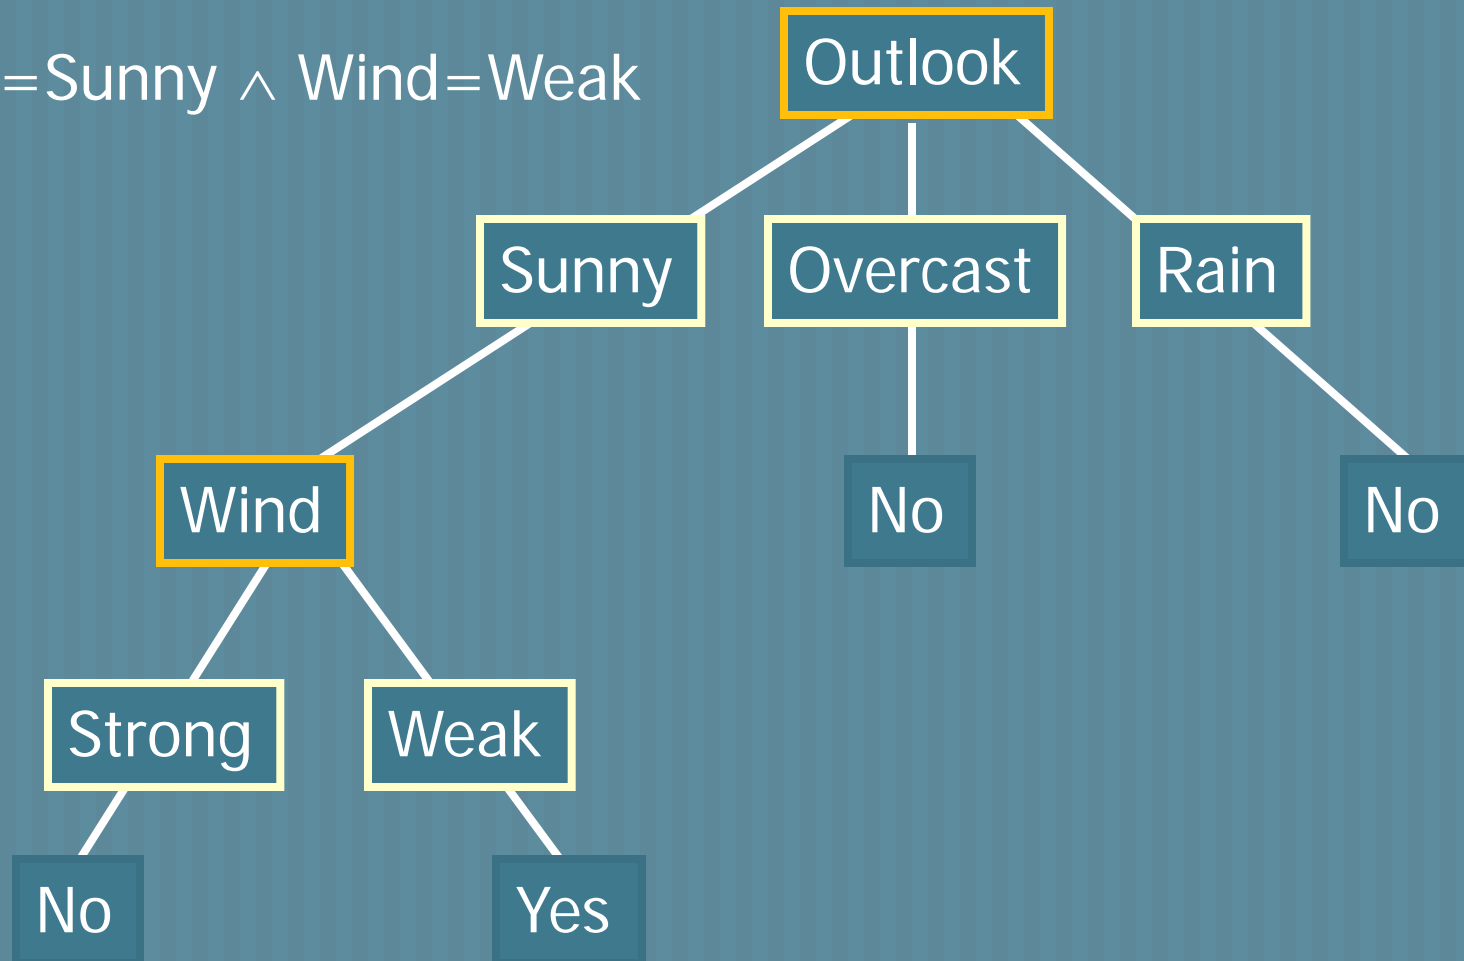 =Sunny ∧ Wind=Weak
Outlook
Sunny
Overcast
Rain
Wind
No
No
Strong
Weak
No
Yes